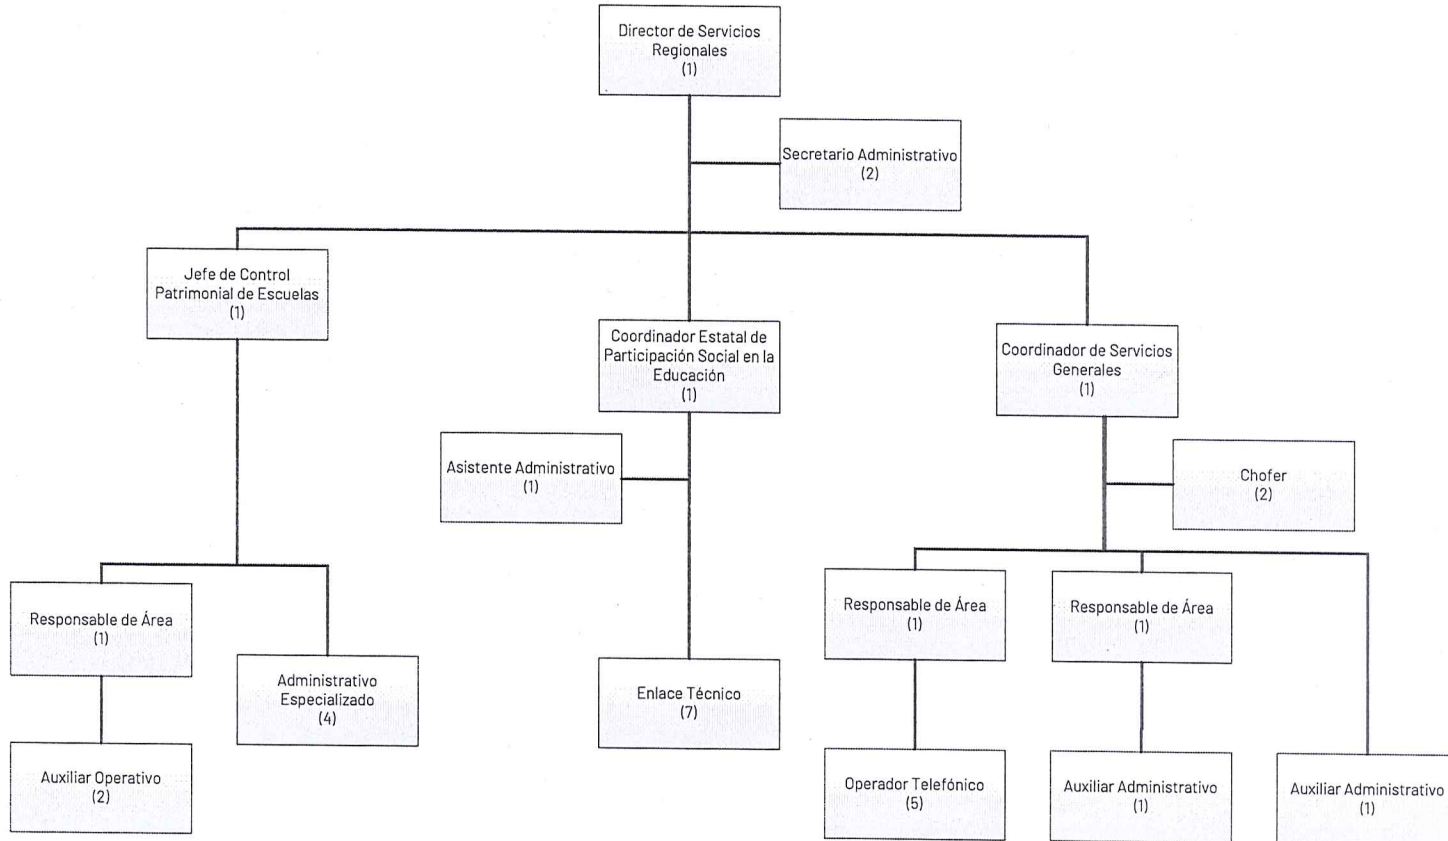 Director de Servicios
Regionales
(1)
Secretario Administrativo
(2)
Jefe de Control
Patrimonial de Escuelas
(1)
Coordinador Estatal de
Participación Social en la
Educación
(1)
Coordinador de Servicios
Generales
(1)
Asistente Administrativo
(1)
Chofer
(2)
Responsable de Área
(1)
Administrativo
Especializado
(4)
Auxiliar Operativo
(2)
Enlace Técnico
(7)
Responsable de Área
(1)
Responsable de Área
(1)
Operador Telefónico
(5)
Auxiliar Administrativo
(1)
Auxiliar Administrativo
(1)